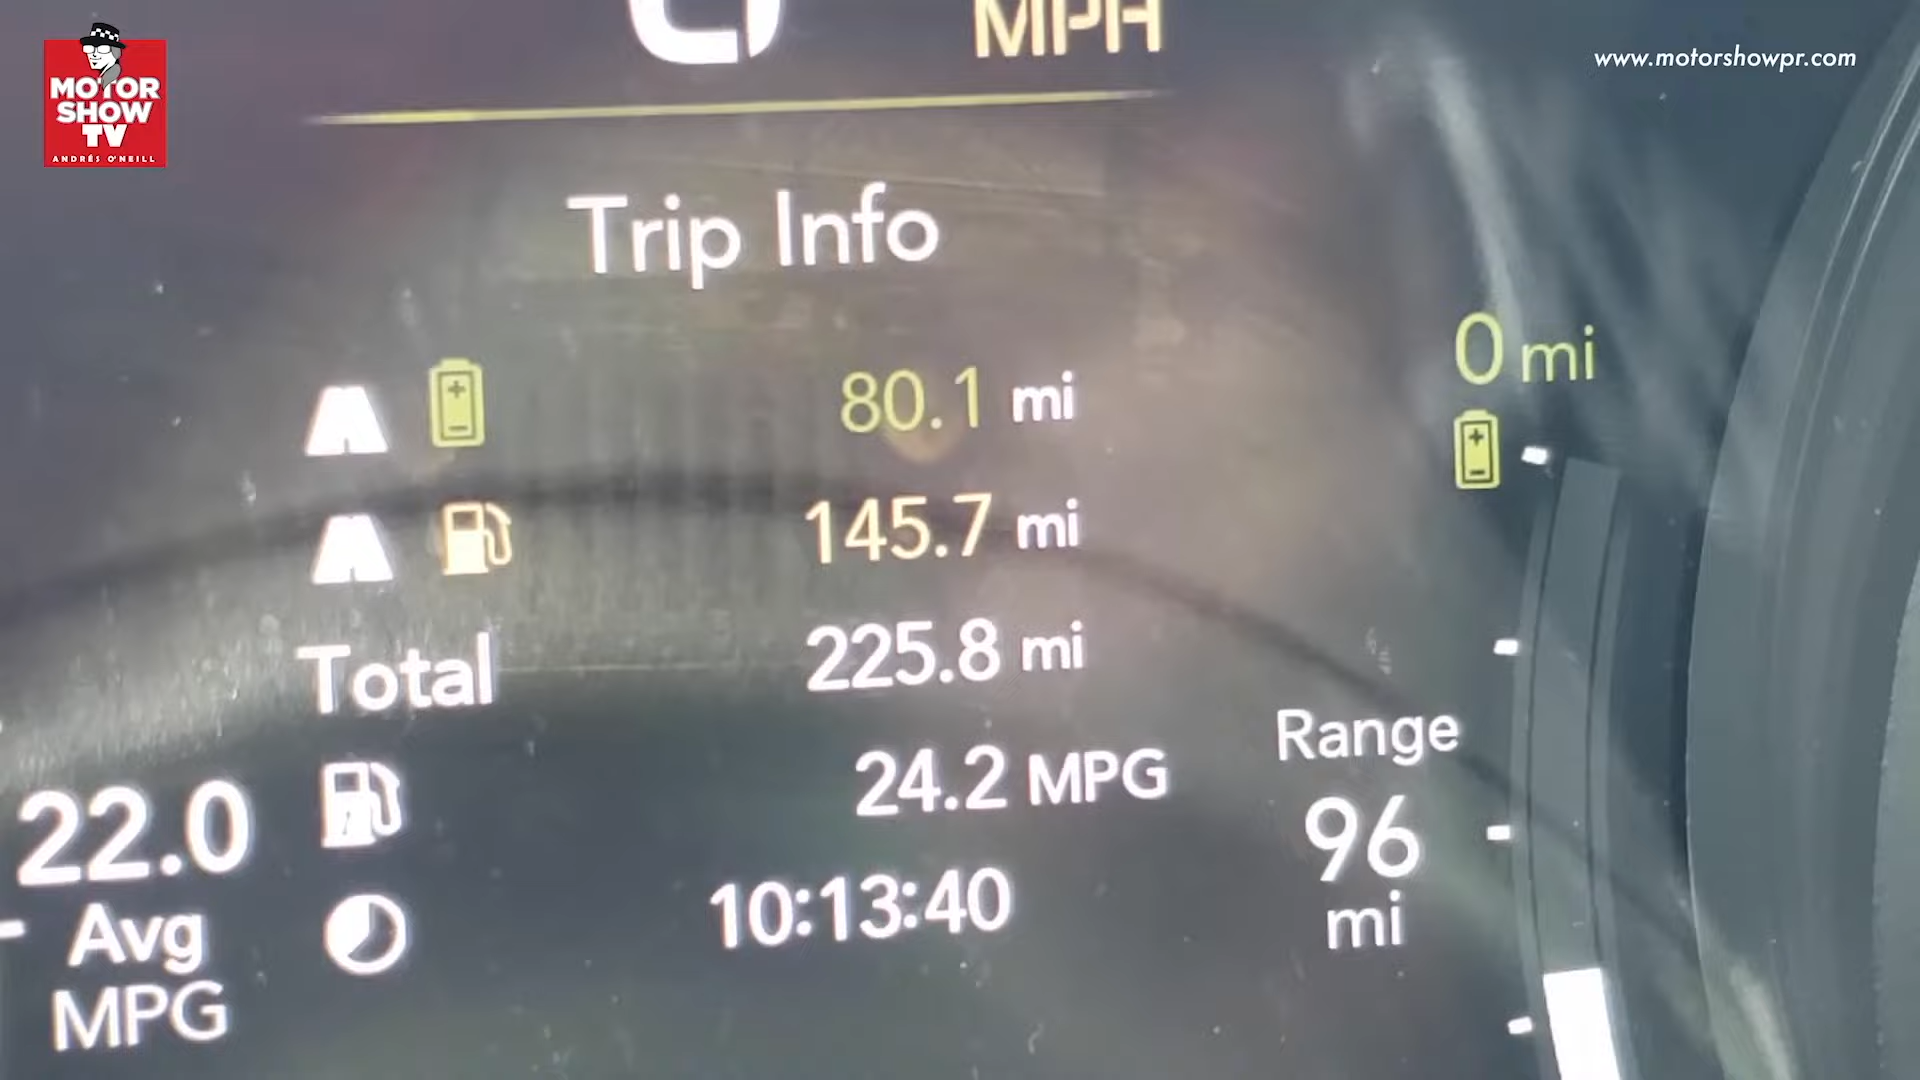 MOTOR
SHOW
TV
ANDRÉS O'NEILL
www.motorshowpr.com
0 MPH
Trip Info
80.1 mi
145.7 mi
Total 225.8 mi
24.2 MPG
10:13:40
22.0
Avg
MPG
0 mi
Range
96
mi